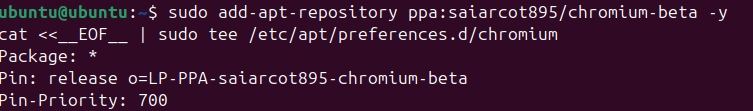 ubuntu@ubuntu:~$ sudo add-apt-repository ppa:saiarcot895/chromium-beta -y
cat <<__EOF__ | sudo tee /etc/apt/preferences.d/chromium
Package: *
Pin: release o=LP-PPA-saiarcot895-chromium-beta
Pin-Priority: 700